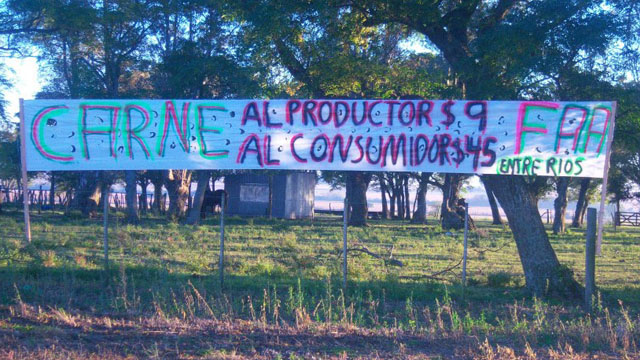 CARNE AL PRODUCTOR $ 9 FAA
AL CONSUMIDOR $ 45
ENTRE RIOS